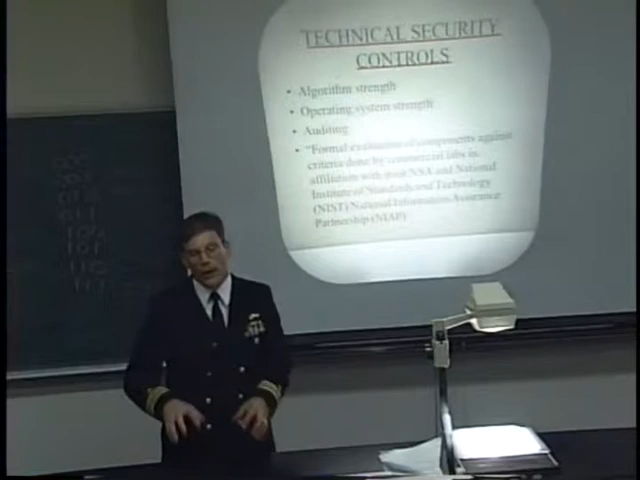 TECHNICAL SECURITY
CONTROLS
• Algorithm strength
• Operating system strength
• Auditing
• "Formal evaluation of components against
criteria done by commercial labs in
affiliation with joint NSA and National
Institute of Standards and Technology
(NIST) National Information Assurance
Partnership (NIAP)